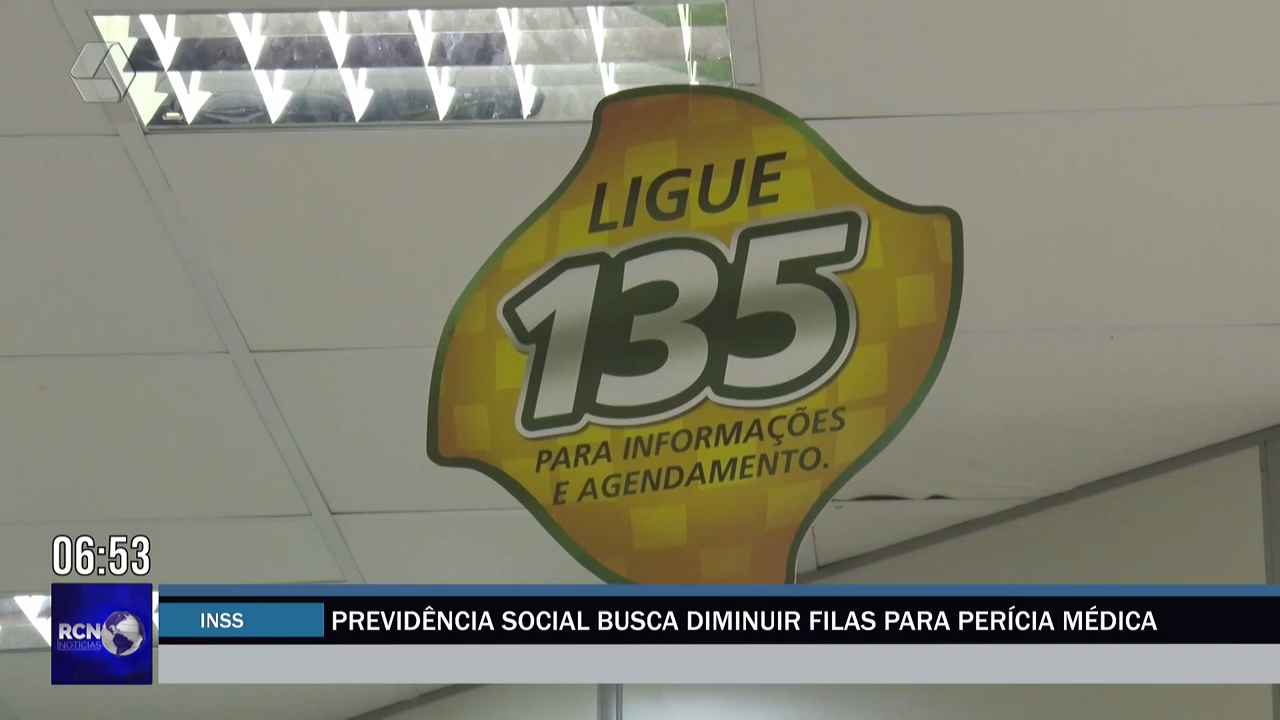 LIGUE
135
PARA INFORMAÇÕES
E AGENDAMENTO.
06:53
RCN
NOTÍCIAS
INSS
PREVIDÊNCIA SOCIAL BUSCA DIMINUIR FILAS PARA PERÍCIA MÉDICA